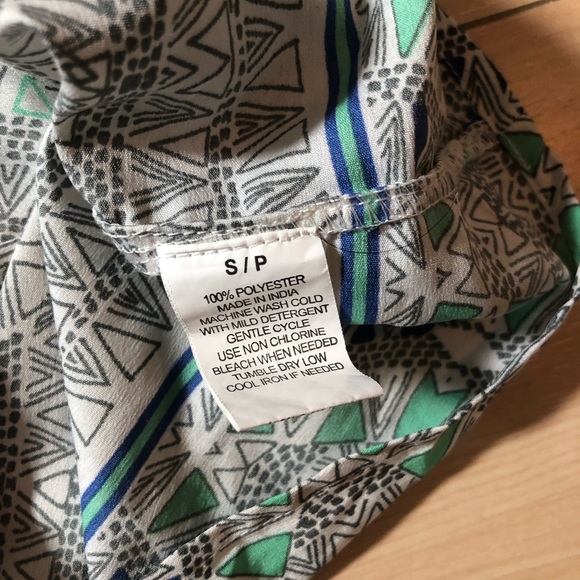 S / P
100% POLYESTER
MADE IN INDIA
MACHINE WASH COLD
WITH MILD DETERGENT
GENTLE CYCLE
USE NON CHLORINE
BLEACH WHEN NEEDED
TUMBLE DRY LOW
COOL IRON IF NEEDED